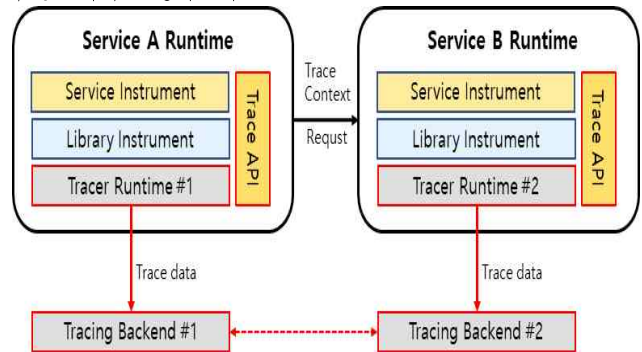 Service A Runtime
Service Instrument
Library Instrument
Tracer Runtime #1
Trace API
Trace
Context
Requst
Service B Runtime
Service Instrument
Library Instrument
Tracer Runtime #2
Trace API
Trace data
Trace data
Tracing Backend #1
Tracing Backend #2